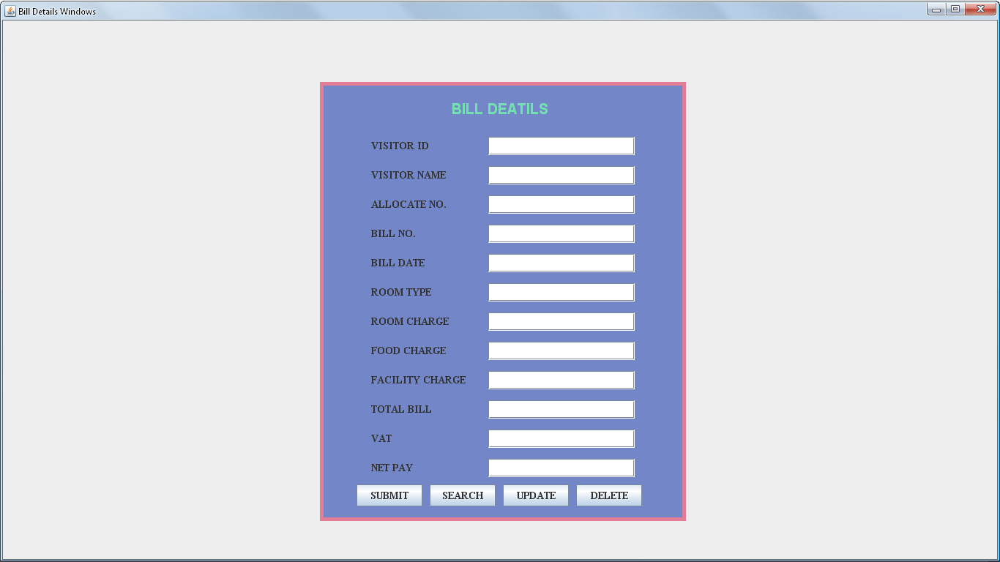 Bill Details Windows
BILL DEATILS
VISITOR ID
VISITOR NAME
ALLOCATE NO.
BILL NO.
BILL DATE
ROOM TYPE
ROOM CHARGE
FOOD CHARGE
FACILITY CHARGE
TOTAL BILL
VAT
NET PAY
SUBMIT SEARCH UPDATE DELETE